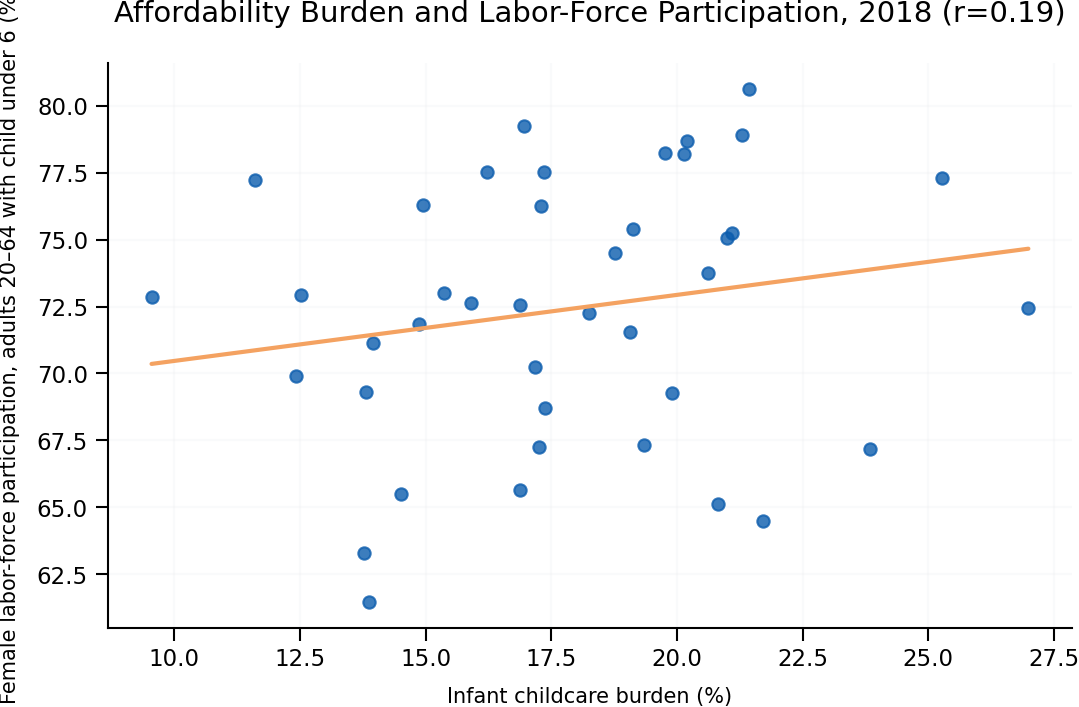 Affordability Burden and Labor-Force Participation, 2018 (r=0.19)
Female labor-force participation, adults 20–64 with child under 6 (%
80.0
77.5
75.0
72.5
70.0
67.5
65.0
62.5
10.0 12.5 15.0 17.5 20.0 22.5 25.0 27.5
Infant childcare burden (%)